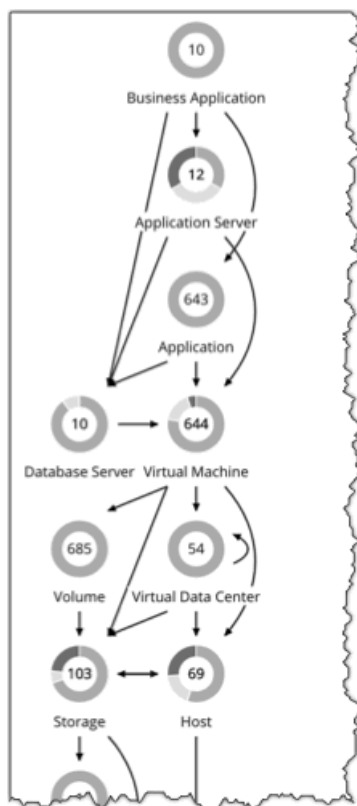 10
Business Application
12
Application Server
643
Application
10 644
Database Server Virtual Machine
685 54
Volume Virtual Data Center
103 69
Storage Host